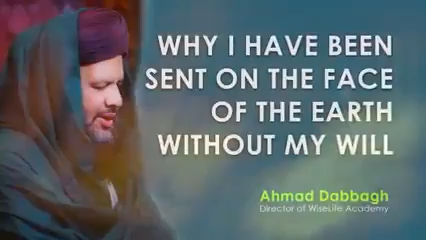 WHY I HAVE BEEN
SENT ON THE FACE
OF THE EARTH
WITHOUT MY WILL
Ahmad Dabbagh
Director of WiseLife Academy